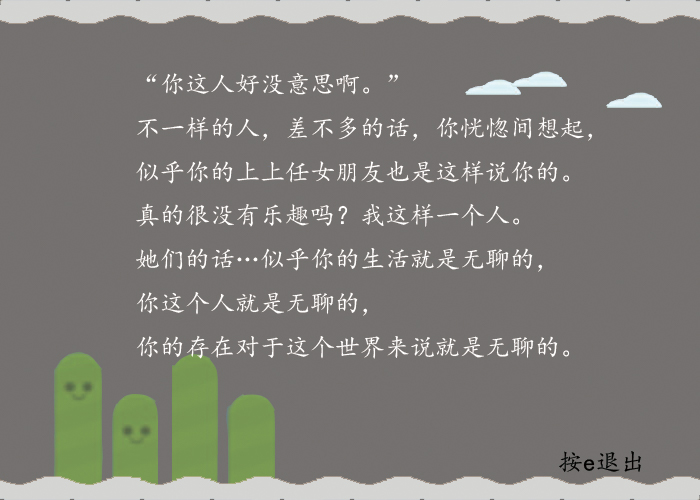 “你这人好没意思啊。”
不一样的人，差不多的话，你恍惚间想起，
似乎你的上上任女朋友也是这样说你的。
真的很没有乐趣吗？我这样一个人。
她们的话…似乎你的生活就是无聊的，
你这个人就是无聊的，
你的存在对于这个世界来说就是无聊的。
按e退出